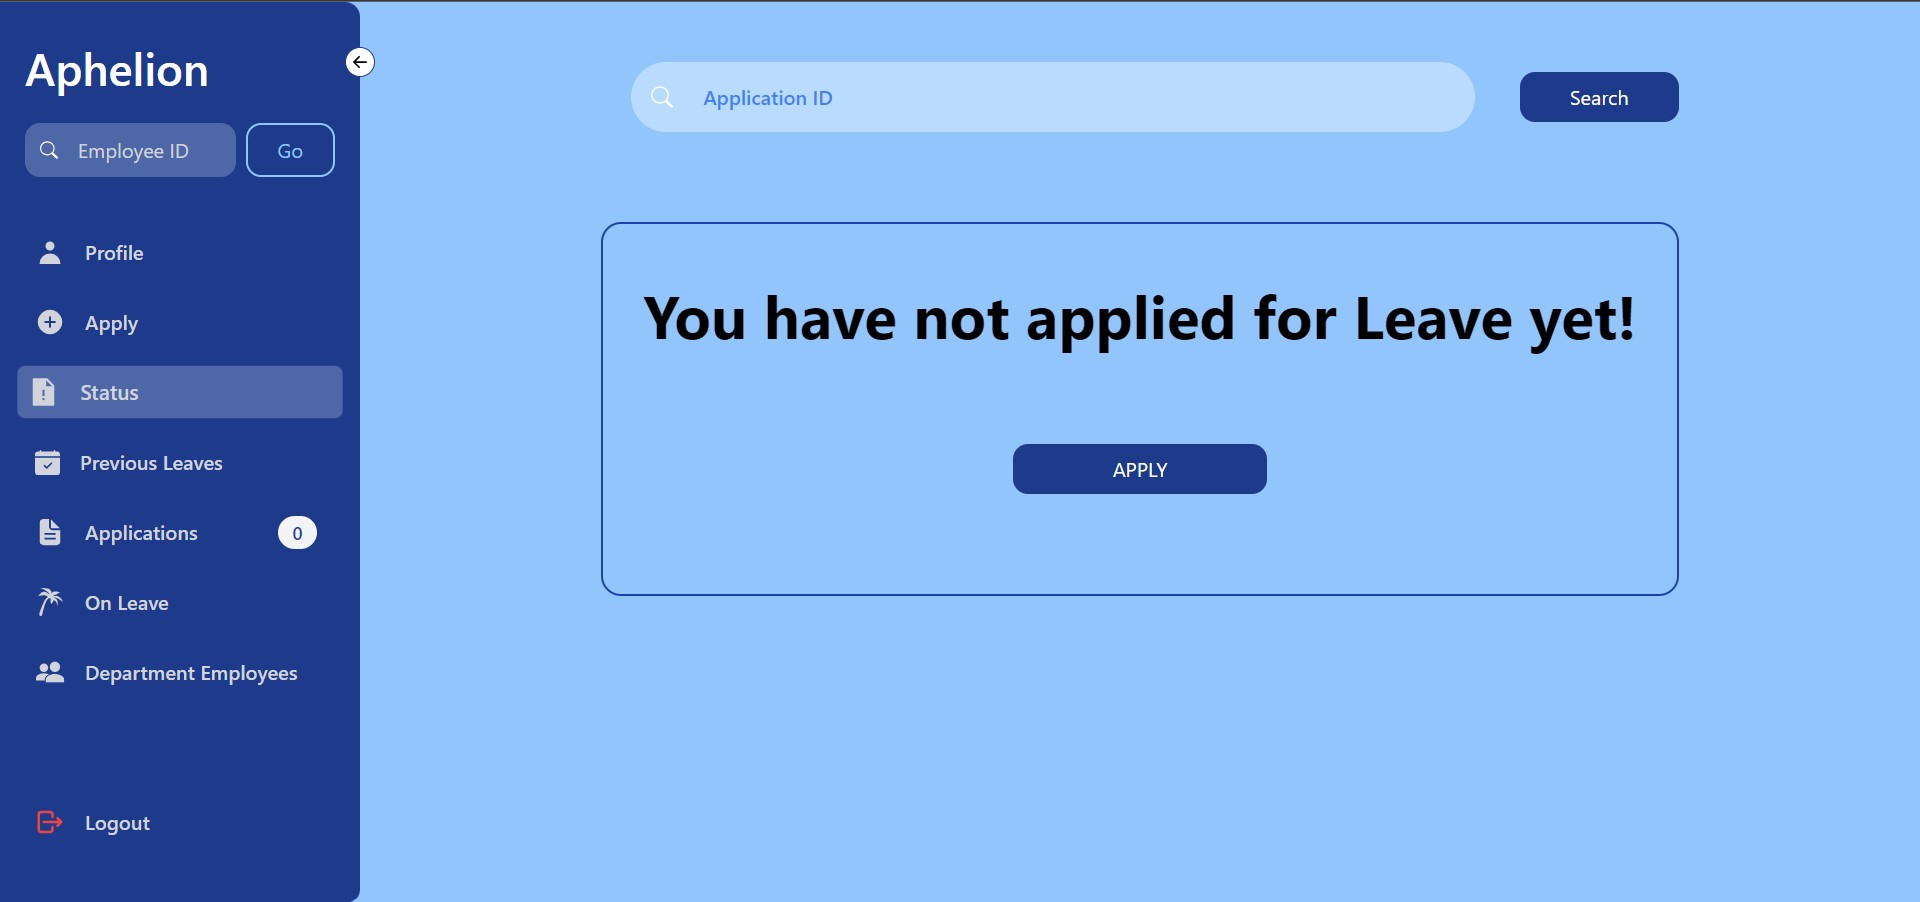 Aphelion
Employee ID
Go
Profile
Apply
Status
Previous Leaves
Applications
0
On Leave
Department Employees
Logout
Application ID
Search
You have not applied for Leave yet!
APPLY